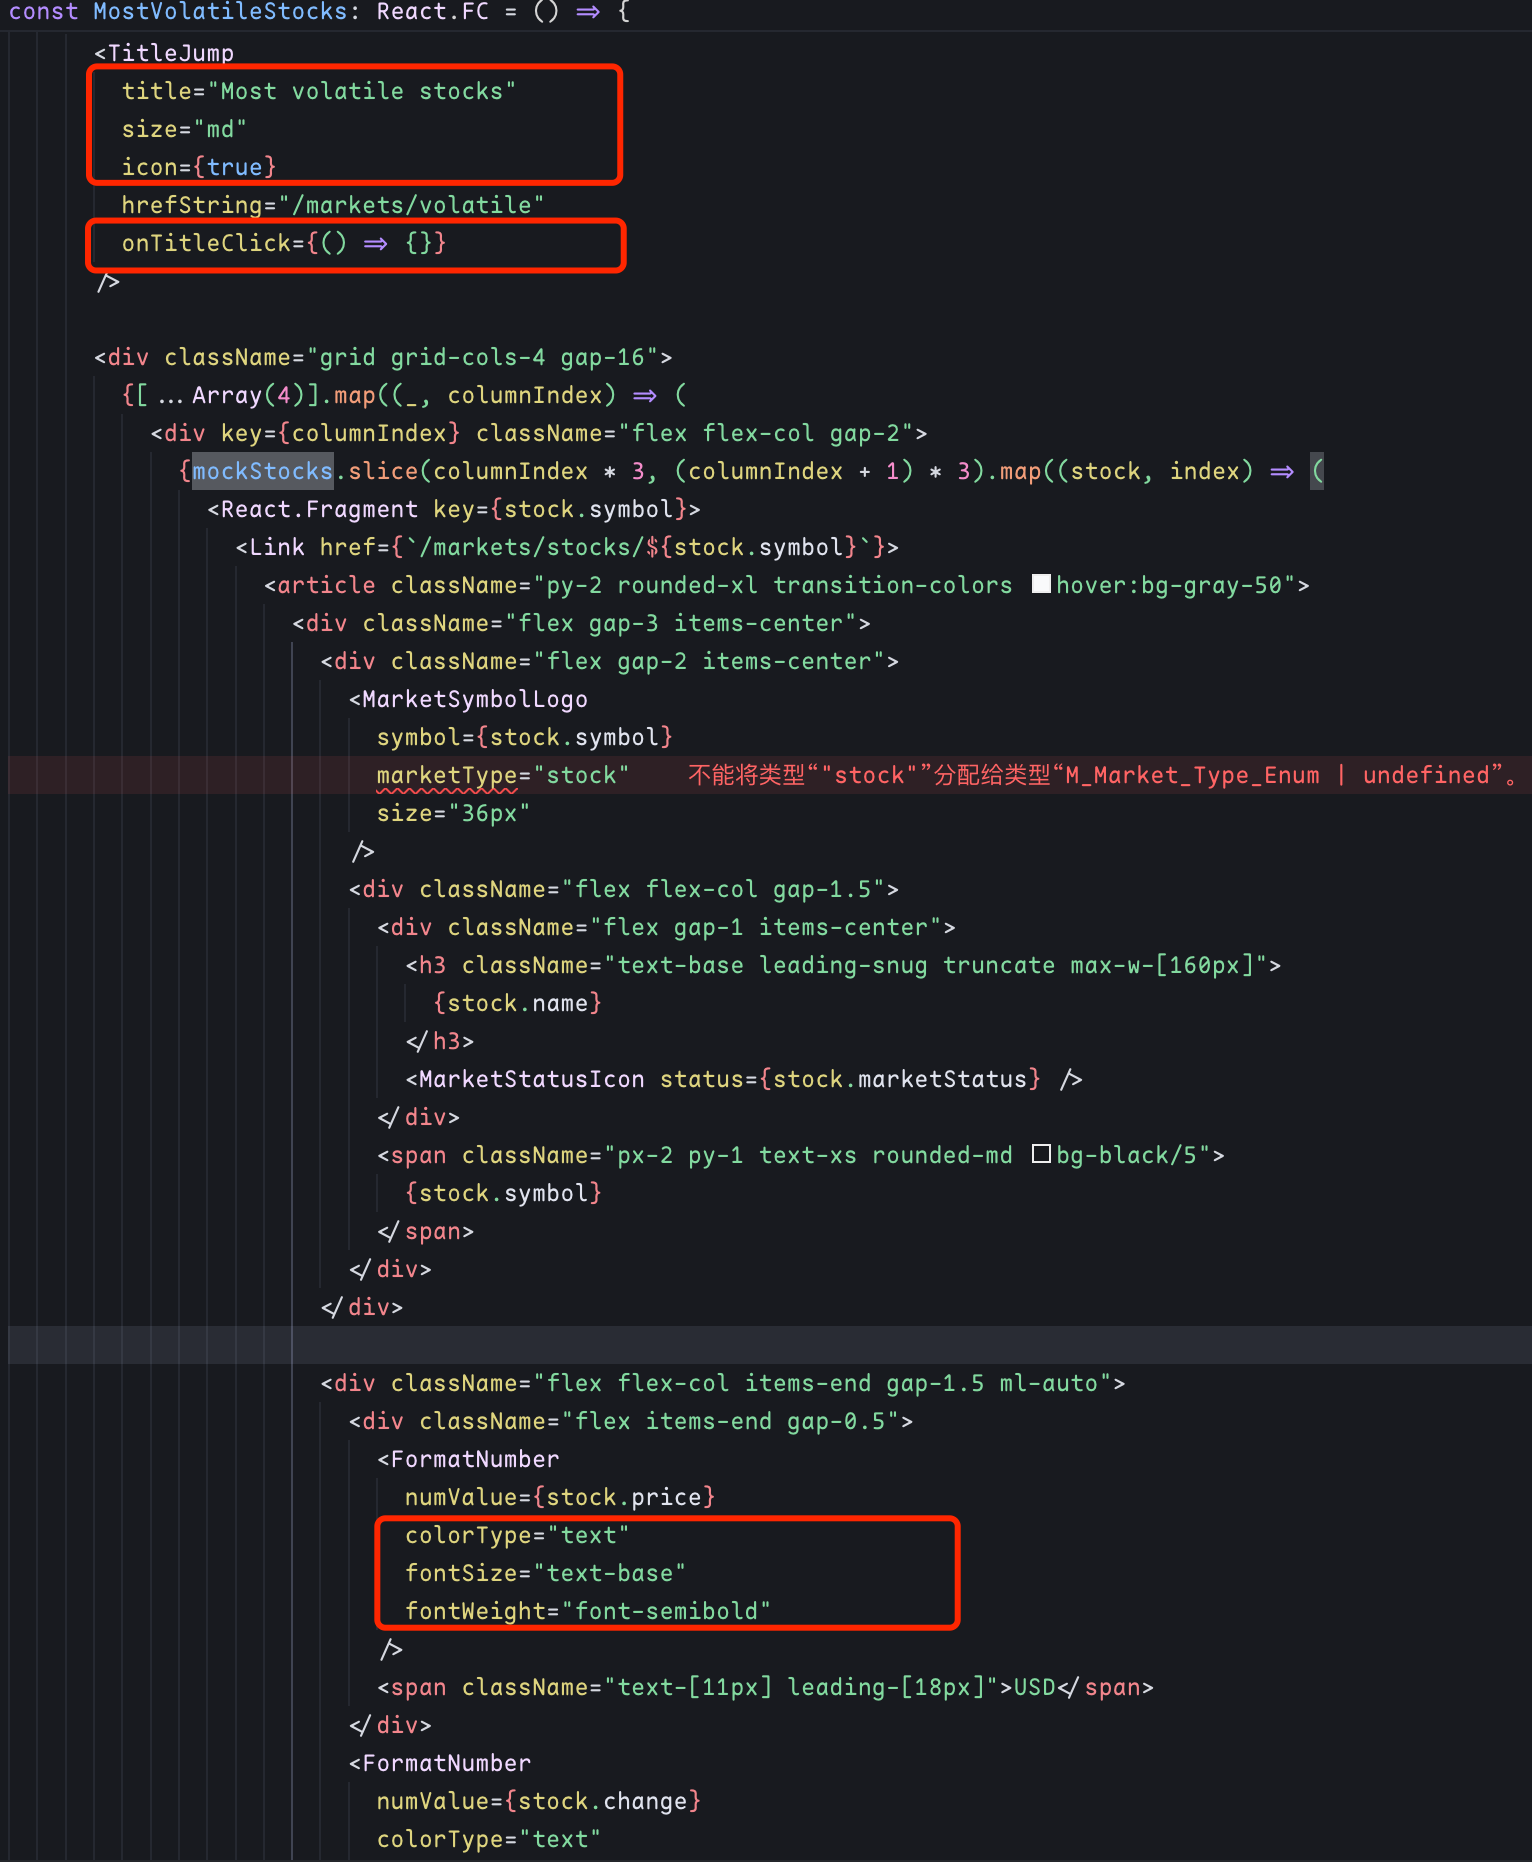 const MostVolatileStocks: React.FC = () => {
<TitleJump
title="Most volatile stocks"
size="md"
icon={true}
hrefString="/markets/volatile"
onTitleClick={() => {}}
/>
<div className="grid grid-cols-4 gap-16">
{[...Array(4)].map((_, columnIndex) => (
<div key={columnIndex} className="flex flex-col gap-2">
{mockStocks.slice(columnIndex * 3, (columnIndex + 1) * 3).map((stock, index) => (
<React.Fragment key={stock.symbol}>
<Link href={`/markets/stocks/${stock.symbol}`}>
<article className="py-2 rounded-xl transition-colors hover:bg-gray-50">
<div className="flex gap-3 items-center">
<div className="flex gap-2 items-center">
<MarketSymbolLogo
symbol={stock.symbol}
marketType="stock" 不能将类型“"stock"”分配给类型“M_Market_Type_Enum | undefined”。
size="36px"
/>
<div className="flex flex-col gap-1.5">
<div className="flex gap-1 items-center">
<h3 className="text-base leading-snug truncate max-w-[160px]">
{stock.name}
</h3>
<MarketStatusIcon status={stock.marketStatus} />
</div>
<span className="px-2 py-1 text-xs rounded-md bg-black/5">
{stock.symbol}
</span>
</div>
</div>
<div className="flex flex-col items-end gap-1.5 ml-auto">
<div className="flex items-end gap-0.5">
<FormatNumber
numValue={stock.price}
colorType="text"
fontSize="text-base"
fontWeight="font-semibold"
/>
<span className="text-[11px] leading-[18px]">USD</span>
</div>
<FormatNumber
numValue={stock.change}
colorType="text"